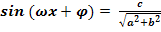 sin (ωx + φ) = c / √(a² + b²)